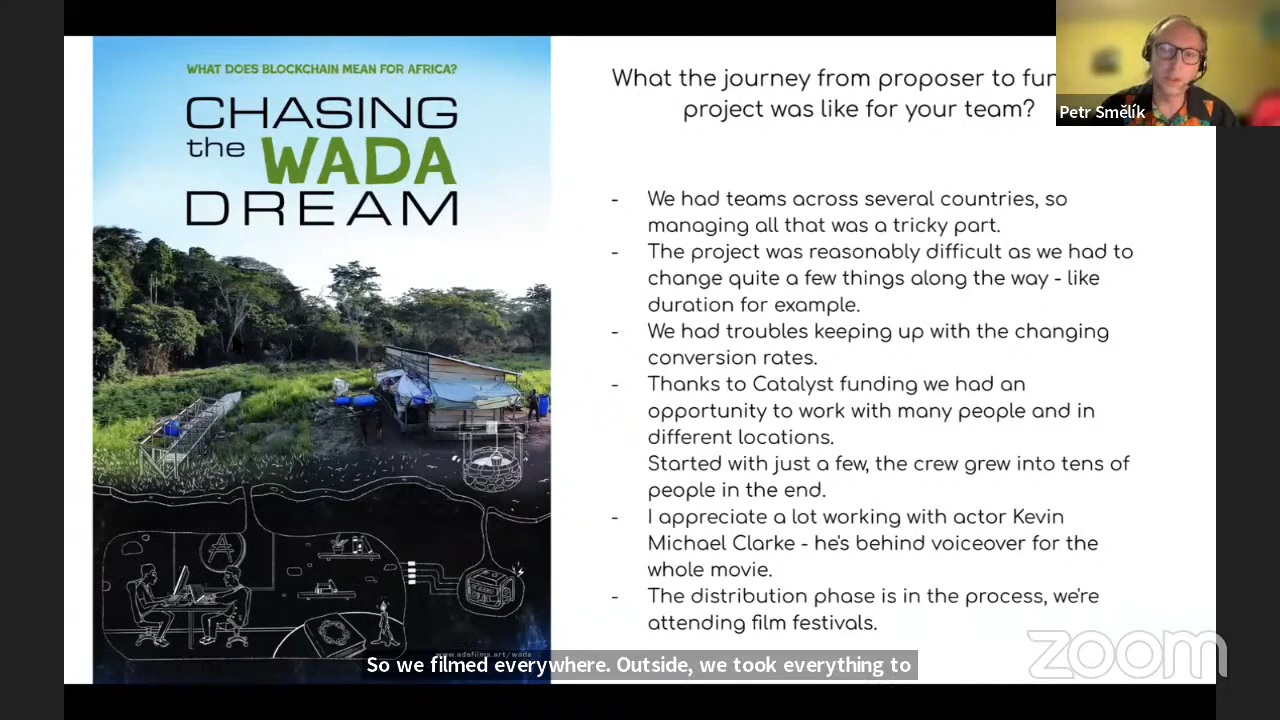 WHAT DOES BLOCKCHAIN MEAN FOR AFRICA?
CHASING
the WADA
DREAM
www.adafilms.art/wada
What the journey from proposer to fun
project was like for your team?
Petr Smělík
- We had teams across several countries, so
managing all that was a tricky part.
- The project was reasonably difficult as we had to
change quite a few things along the way - like
duration for example.
- We had troubles keeping up with the changing
conversion rates.
- Thanks to Catalyst funding we had an
opportunity to work with many people and in
different locations.
Started with just a few, the crew grew into tens of
people in the end.
- I appreciate a lot working with actor Kevin
Michael Clarke - he's behind voiceover for the
whole movie.
- The distribution phase is in the process, we're
attending film festivals.
So we filmed everywhere. Outside, we took everything to
zoom